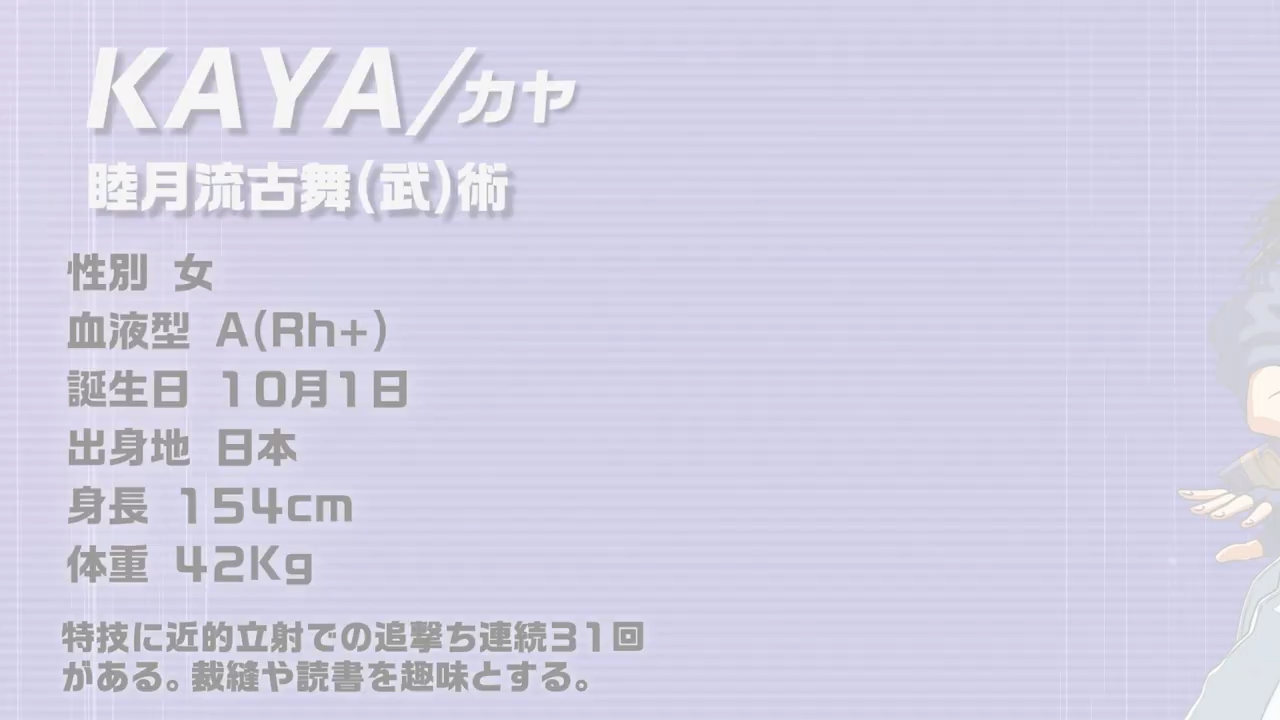 KAYA/カヤ
睦月流古舞(武)術
性別 女
血液型 A(Rh+)
誕生日 10月1日
出身地 日本
身長 154cm
体重 42Kg
特技に近的立射での追撃ち連続31回
がある。裁縫や読書を趣味とする。